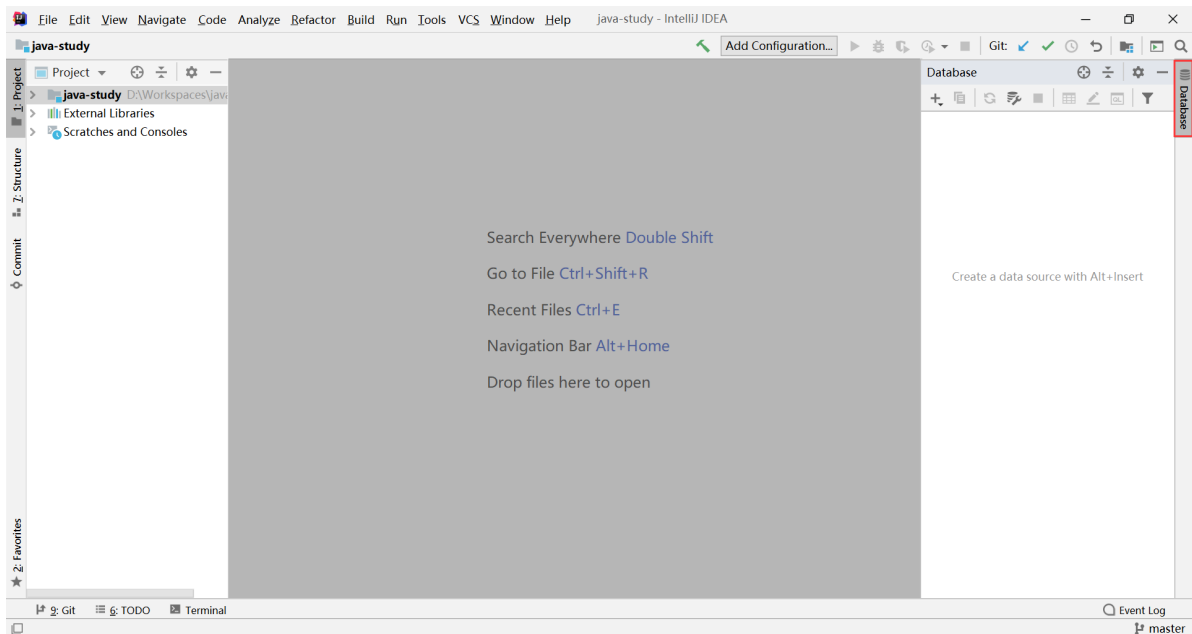 File Edit View Navigate Code Analyze Refactor Build Run Tools VCS Window Help java-study - IntelliJ IDEA
java-study Add Configuration... Git:
Project Database
1: Project
java-study D:\Workspaces\java
External Libraries
Scratches and Consoles
7: Structure
Commit
2: Favorites
Search Everywhere Double Shift
Go to File Ctrl+Shift+R
Recent Files Ctrl+E
Navigation Bar Alt+Home
Drop files here to open
QL
Create a data source with Alt+Insert
Database
9: Git 6: TODO Terminal Event Log
master